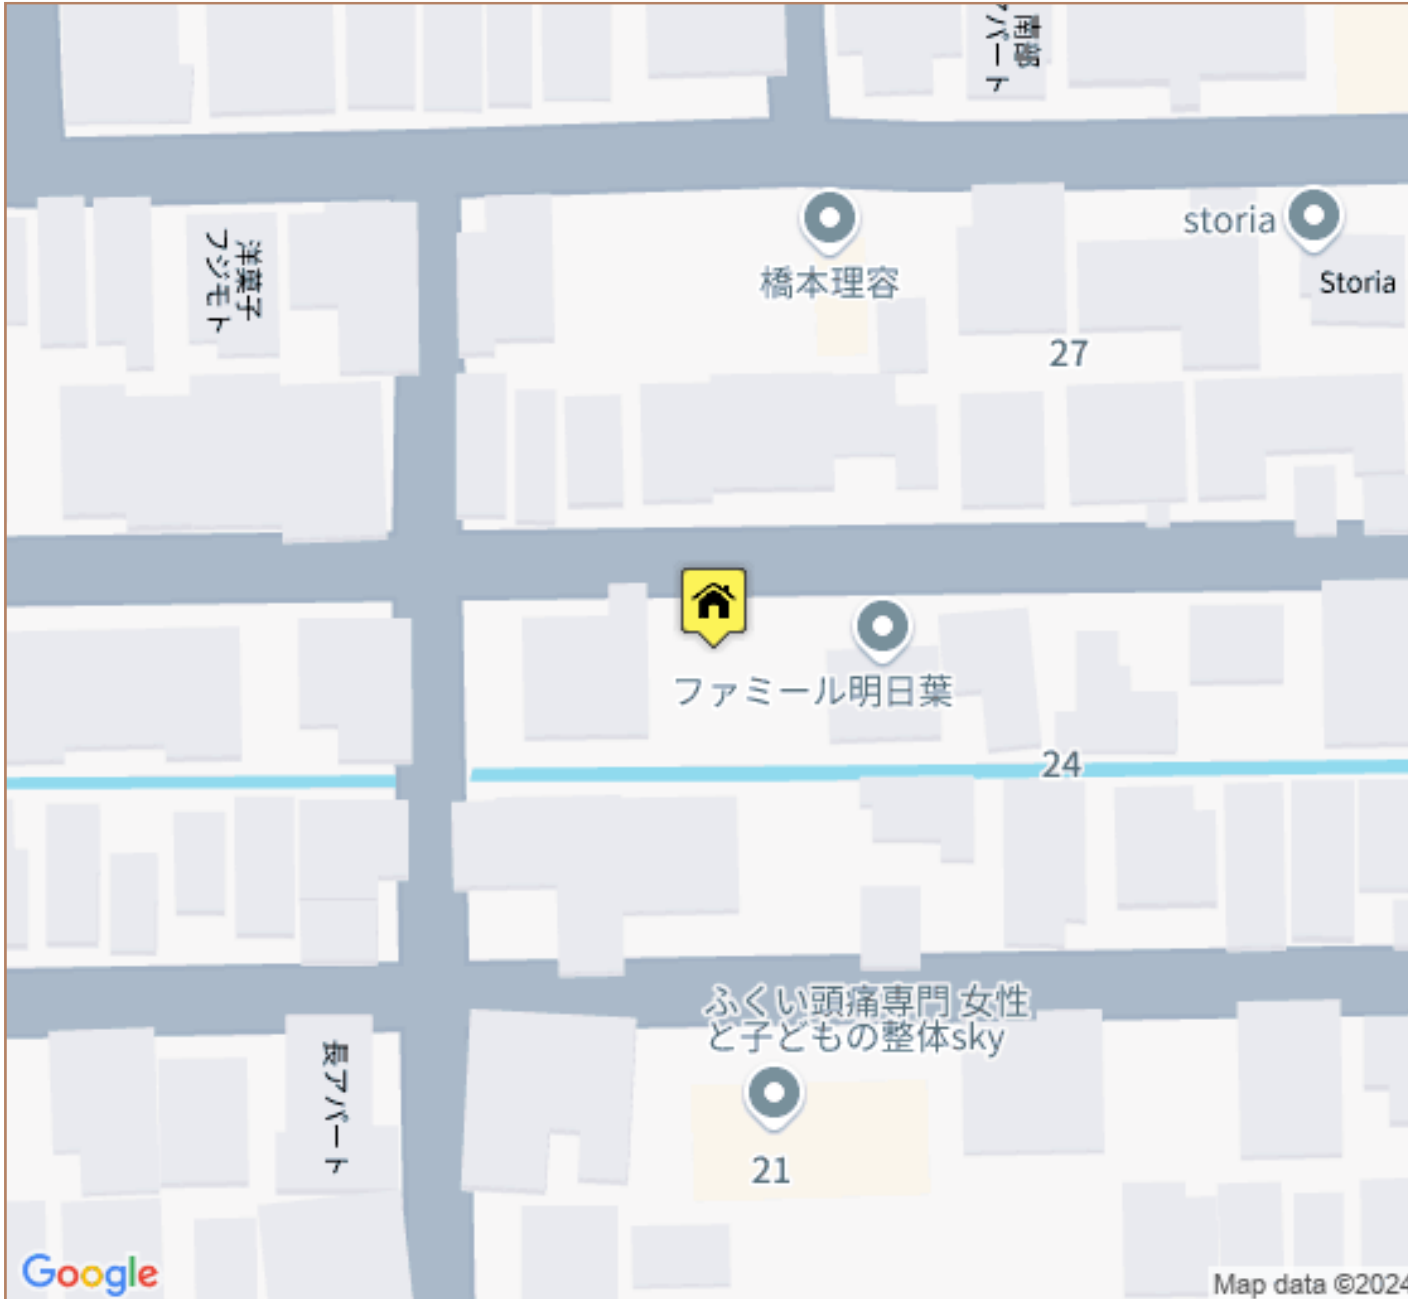 南部
アパート
storia
Storia
洋菓子
フジモト
橋本理容
27
ファミール明日葉
24
ふくい頭痛専門 女性
と子どもの整体sky
長アパート
21
Google
Map data ©2024